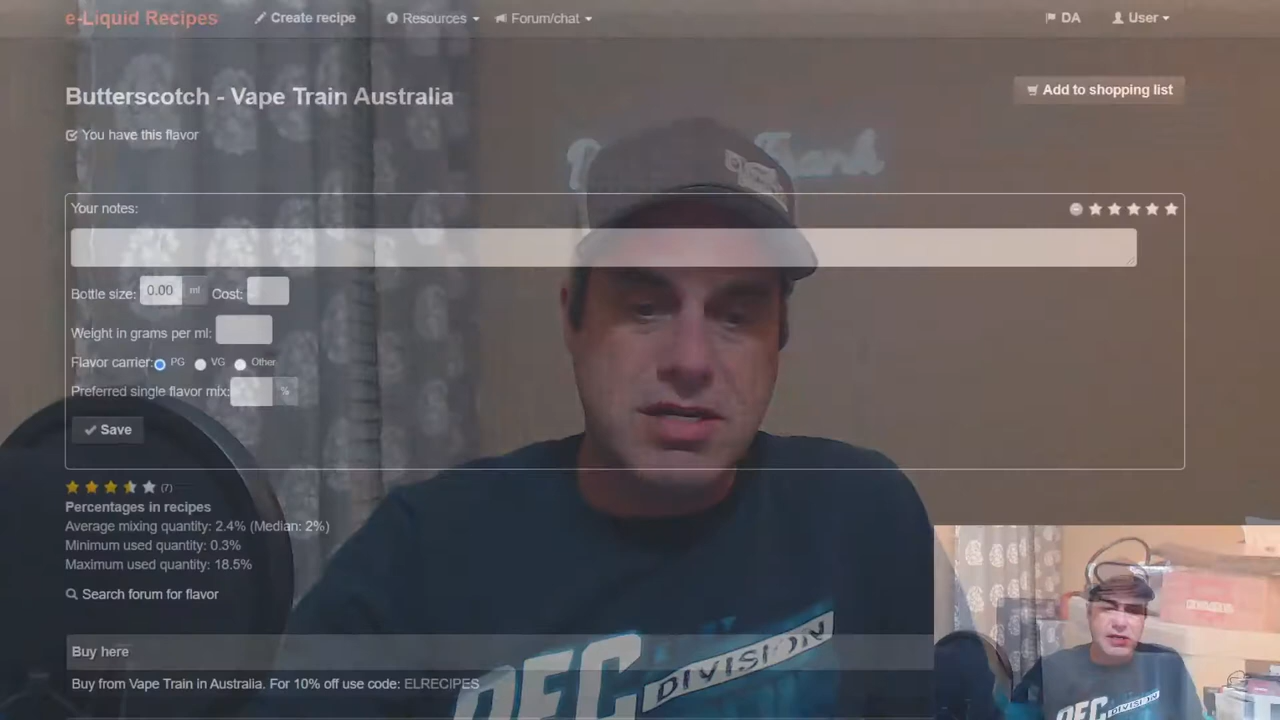 e-Liquid Recipes Create recipe Resources Forum/chat DA User
Butterscotch - Vape Train Australia
Add to shopping list
You have this flavor
Your notes:
Bottle size: 0.00 ml Cost:
Weight in grams per ml:
Flavor carrier: PG VG Other
Preferred single flavor mix: %
Save
(7)
Percentages in recipes
Average mixing quantity: 2.4% (Median: 2%)
Minimum used quantity: 0.3%
Maximum used quantity: 18.5%
Search forum for flavor
Buy here
Buy from Vape Train in Australia. For 10% off use code: ELRECIPES
DIVISION
DIVISION